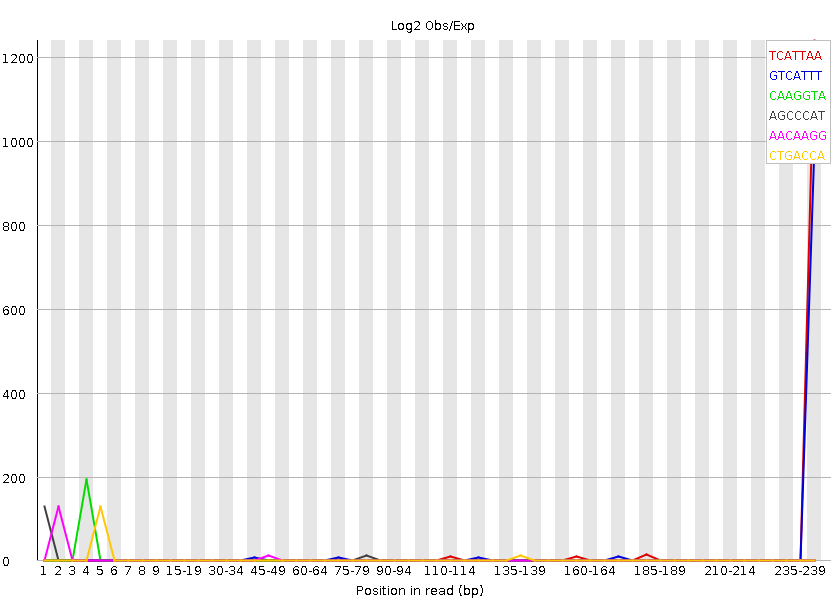 Log2 Obs/Exp
1200
1000
800
600
400
200
0
TCATTAA
GTCATTT
CAAGGTA
AGCCCAT
AACAAGG
CTGACCA
1 2 3 4 5 6 7 8 9 15-19 30-34 45-49 60-64 75-79 90-94 110-114 135-139 160-164 185-189 210-214 235-239
Position in read (bp)